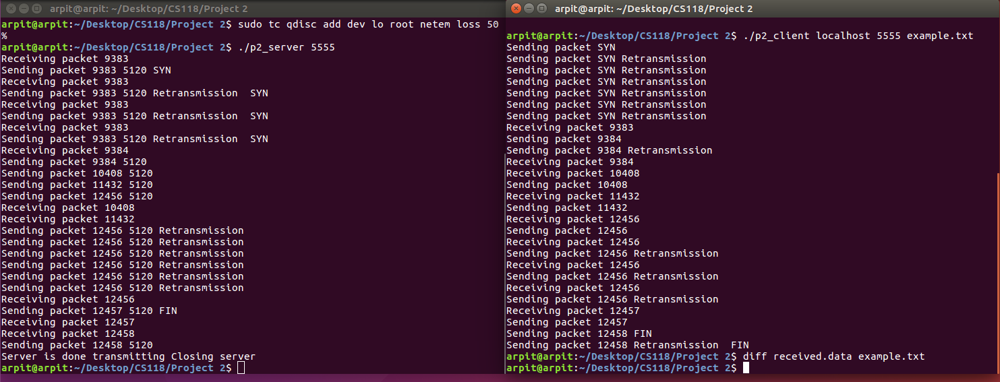 arpit@arpit: ~/Desktop/CS118/Project 2
arpit@arpit:~/Desktop/CS118/Project 2$ sudo tc qdisc add dev lo root netem loss 50
%
arpit@arpit:~/Desktop/CS118/Project 2$ ./p2_server 5555
Receiving packet 9383
Sending packet 9383 5120 SYN
Receiving packet 9383
Sending packet 9383 5120 Retransmission  SYN
Receiving packet 9383
Sending packet 9383 5120 Retransmission  SYN
Receiving packet 9383
Sending packet 9383 5120 Retransmission  SYN
Receiving packet 9384
Sending packet 9384 5120
Sending packet 10408 5120
Sending packet 11432 5120
Sending packet 12456 5120
Receiving packet 10408
Receiving packet 11432
Sending packet 12456 5120 Retransmission
Sending packet 12456 5120 Retransmission
Sending packet 12456 5120 Retransmission
Sending packet 12456 5120 Retransmission
Sending packet 12456 5120 Retransmission
Sending packet 12456 5120 Retransmission
Receiving packet 12456
Sending packet 12457 5120 FIN
Receiving packet 12457
Receiving packet 12458
Sending packet 12458 5120
Server is done transmitting Closing server
arpit@arpit:~/Desktop/CS118/Project 2$
arpit@arpit: ~/Desktop/CS118/Project 2
arpit@arpit:~/Desktop/CS118/Project 2$ ./p2_client localhost 5555 example.txt
Sending packet SYN
Sending packet SYN Retransmission
Sending packet SYN Retransmission
Sending packet SYN Retransmission
Sending packet SYN Retransmission
Sending packet SYN Retransmission
Sending packet SYN Retransmission
Receiving packet 9383
Sending packet 9384
Sending packet 9384 Retransmission
Receiving packet 9384
Receiving packet 10408
Sending packet 10408
Receiving packet 11432
Sending packet 11432
Receiving packet 12456
Sending packet 12456
Receiving packet 12456
Sending packet 12456 Retransmission
Receiving packet 12456
Sending packet 12456 Retransmission
Receiving packet 12456
Sending packet 12456 Retransmission
Receiving packet 12457
Sending packet 12457
Sending packet 12458 FIN
Sending packet 12458 Retransmission  FIN
arpit@arpit:~/Desktop/CS118/Project 2$ diff received.data example.txt
arpit@arpit:~/Desktop/CS118/Project 2$